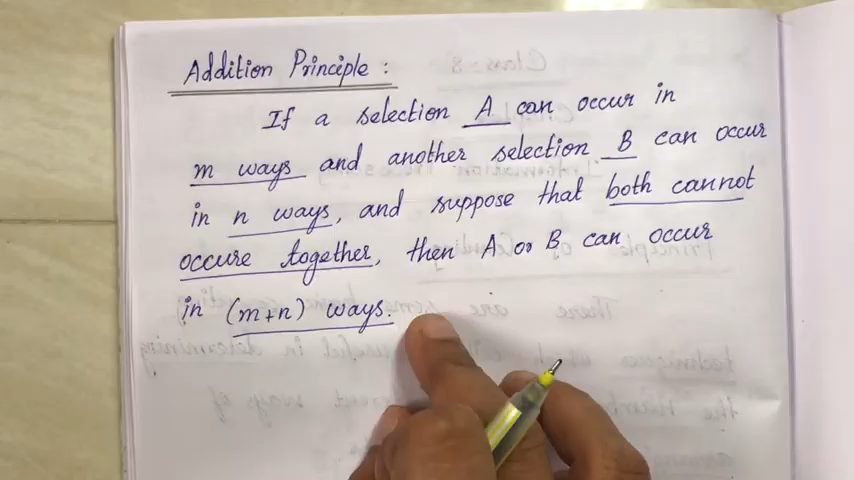 Addition Principle :
If a selection A can occur in
m ways and another selection B can occur
in n ways, and suppose that both cannot
occure together, then A or B can occur
in (m+n) ways.